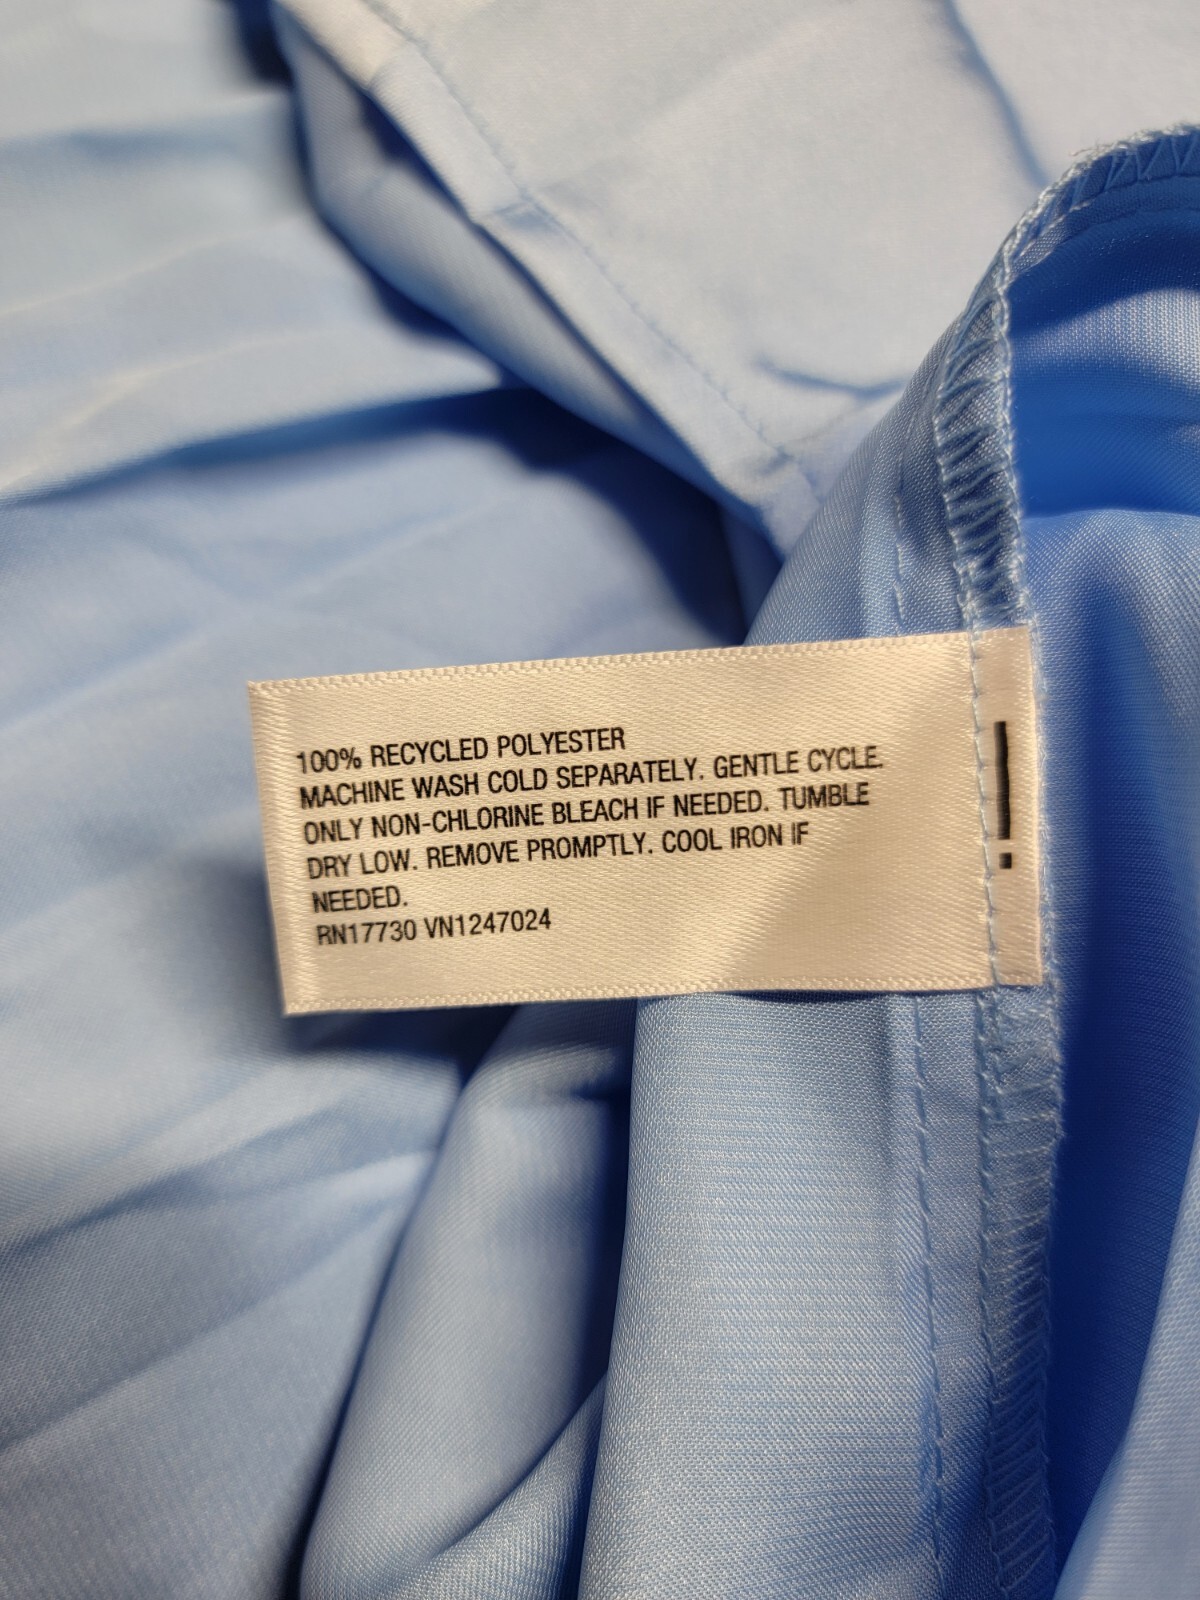 100% RECYCLED POLYESTER
MACHINE WASH COLD SEPARATELY. GENTLE CYCLE.
ONLY NON-CHLORINE BLEACH IF NEEDED. TUMBLE
DRY LOW. REMOVE PROMPTLY. COOL IRON IF
NEEDED.
RN17730 VN1247024